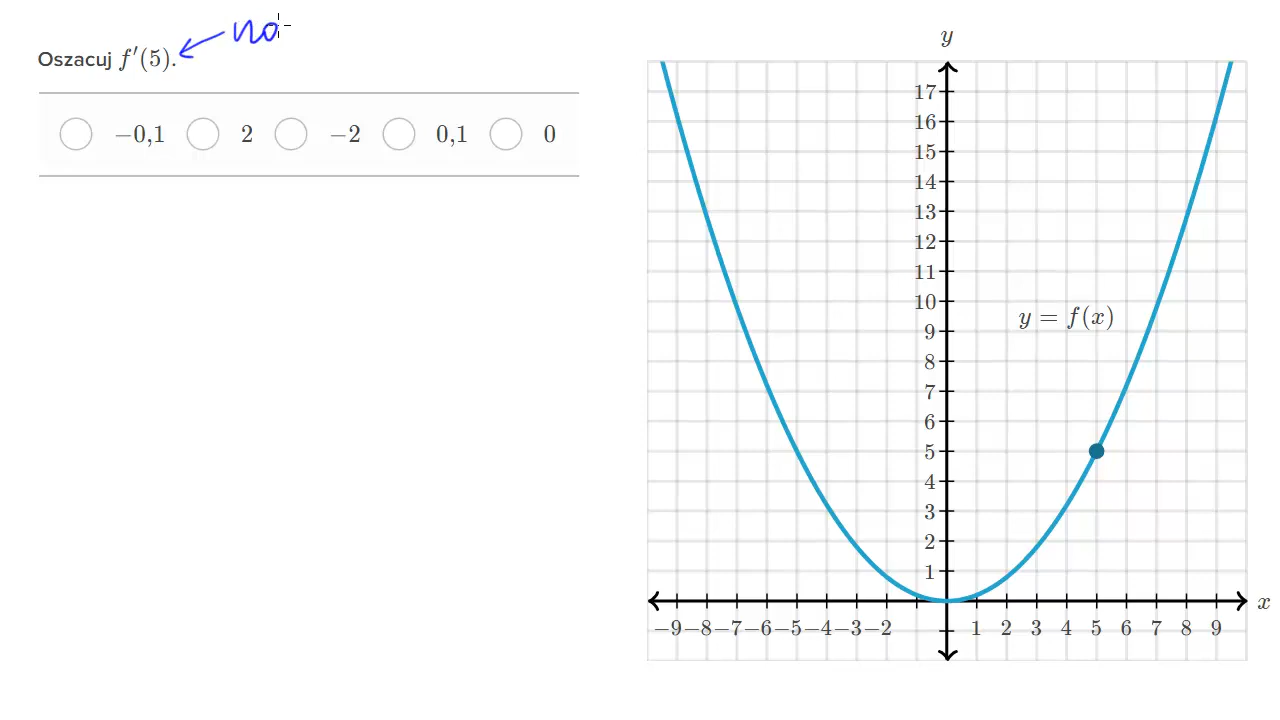 no
Oszacuj f′(5).
−0,1 2 −2 0,1 0
y
17
16
15
14
13
12
11
10
9
8
7
6
5
4
3
2
1
y = f(x)
x
−9 −8 −7 −6 −5 −4 −3 −2 1 2 3 4 5 6 7 8 9